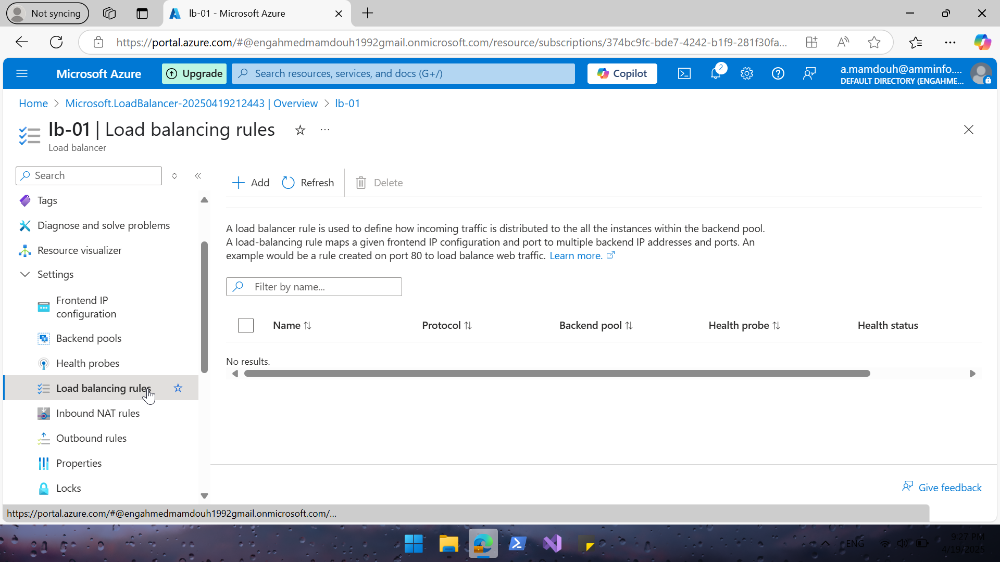 Not syncing
lb-01 - Microsoft Azure
https://portal.azure.com/#@engahmedmamdouh1992gmail.onmicrosoft.com/resource/subscriptions/374bc9fc-bde7-4242-b1f9-281f30fa...
Microsoft Azure
Upgrade
Search resources, services, and docs (G+/)
Copilot
2
a.mamdouh@amminfo....
DEFAULT DIRECTORY (ENGAHME...
Home > Microsoft.LoadBalancer-20250419212443 | Overview > lb-01
lb-01 | Load balancing rules
Load balancer
Search
Add
Refresh
Delete
Tags
Diagnose and solve problems
Resource visualizer
Settings
Frontend IP
configuration
Backend pools
Health probes
Load balancing rules
Inbound NAT rules
Outbound rules
Properties
Locks
A load balancer rule is used to define how incoming traffic is distributed to the all the instances within the backend pool.
A load-balancing rule maps a given frontend IP configuration and port to multiple backend IP addresses and ports. An
example would be a rule created on port 80 to load balance web traffic. Learn more.
Filter by name...
Name
Protocol
Backend pool
Health probe
Health status
No results.
Give feedback
https://portal.azure.com/#@engahmedmamdouh1992gmail.onmicrosoft.com/...
ENG
9:27 PM
4/19/2025